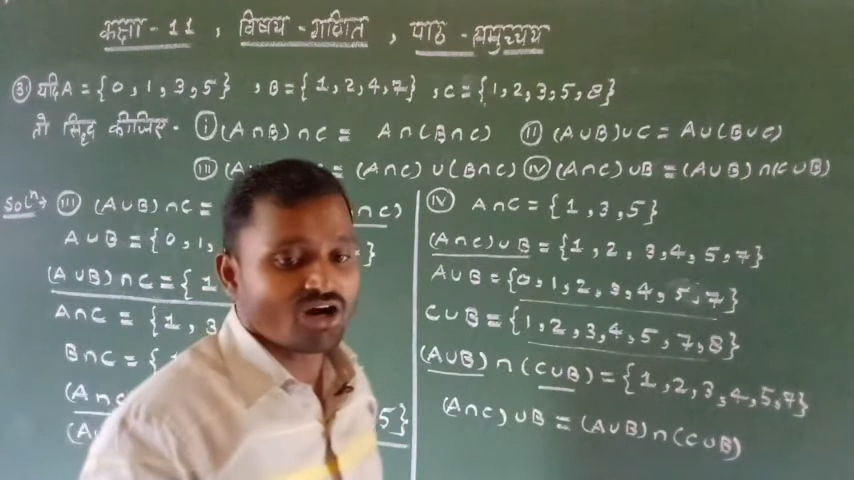 कक्षा - 11 , विषय - गणित , पाठ - समुच्चय
③ यदि A = {0, 1, 3, 5} , B = {1, 2, 4, 7} , C = {1, 2, 3, 5, 8}
तो सिद्ध कीजिए - ⓘ (A∩B)∩C = A∩(B∩C) ⓘⓘ (A∪B)∪C = A∪(B∪C)
ⓘⓘⓘ (A = (A∩C) ∪ (B∩C) ⓘⓥ (A∩C)∪B = (A∪B)∩(C∪B)
Solⁿ→ ⓘⓘⓘ (A∪B)∩C = ∩C)
A∪B = {0, 1, }
(A∪B)∩C = {1
A∩C = {1, 3
B∩C = {1
(A∩C
(A∪ 5}
ⓘⓥ A∩C = {1, 3, 5}
(A∩C)∪B = {1, 2, 3, 4, 5, 7}
A∪B = {0, 1, 2, 3, 4, 5, 7}
C∪B = {1, 2, 3, 4, 5, 7, 8}
(A∪B)∩(C∪B) = {1, 2, 3, 4, 5, 7}
(A∩C)∪B = (A∪B)∩(C∪B)